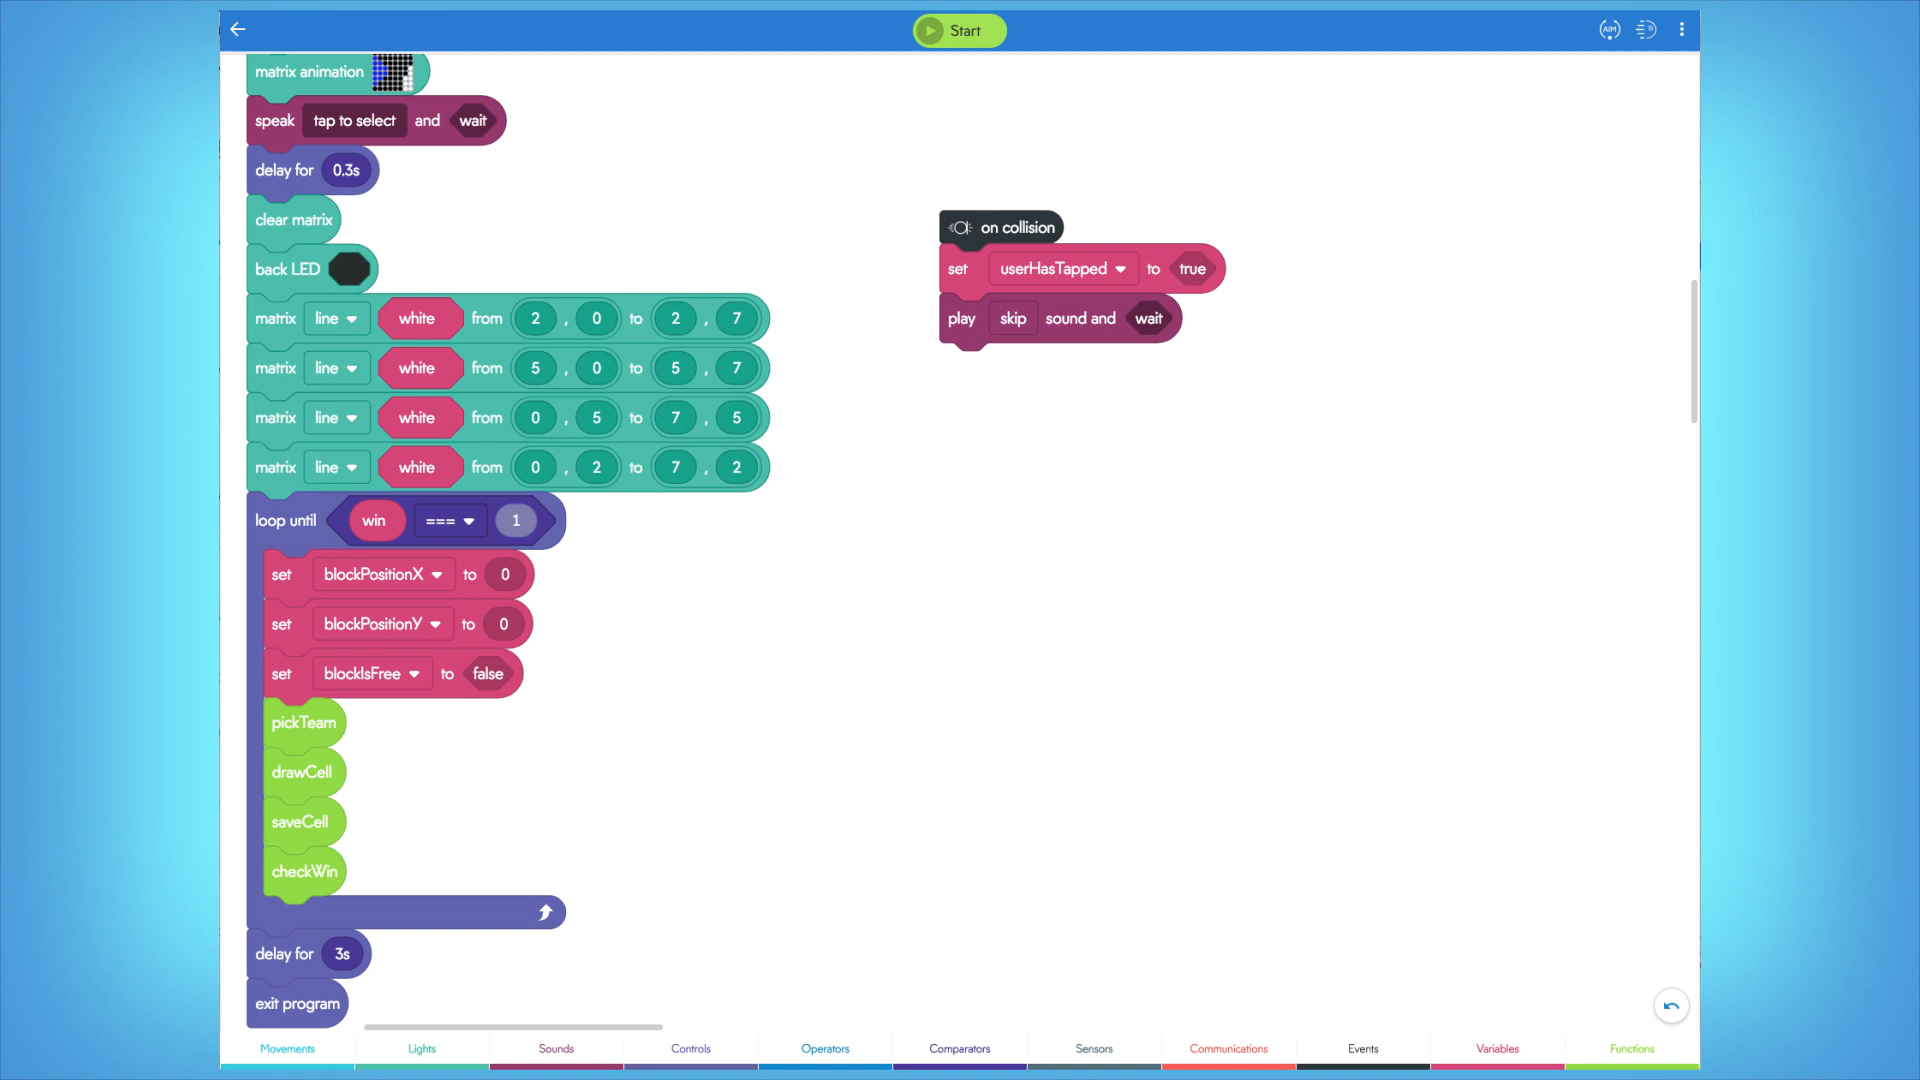 Start
AIM
matrix animation
speak tap to select and wait
delay for 0.3s
clear matrix
back LED
matrix line white from 2 , 0 to 2 , 7
matrix line white from 5 , 0 to 5 , 7
matrix line white from 0 , 5 to 7 , 5
matrix line white from 0 , 2 to 7 , 2
loop until win === 1
set blockPositionX to 0
set blockPositionY to 0
set blockIsFree to false
pickTeam
drawCell
saveCell
checkWin
delay for 3s
exit program
on collision
set userHasTapped to true
play skip sound and wait
Movements Lights Sounds Controls Operators Comparators Sensors Communications Events Variables Functions